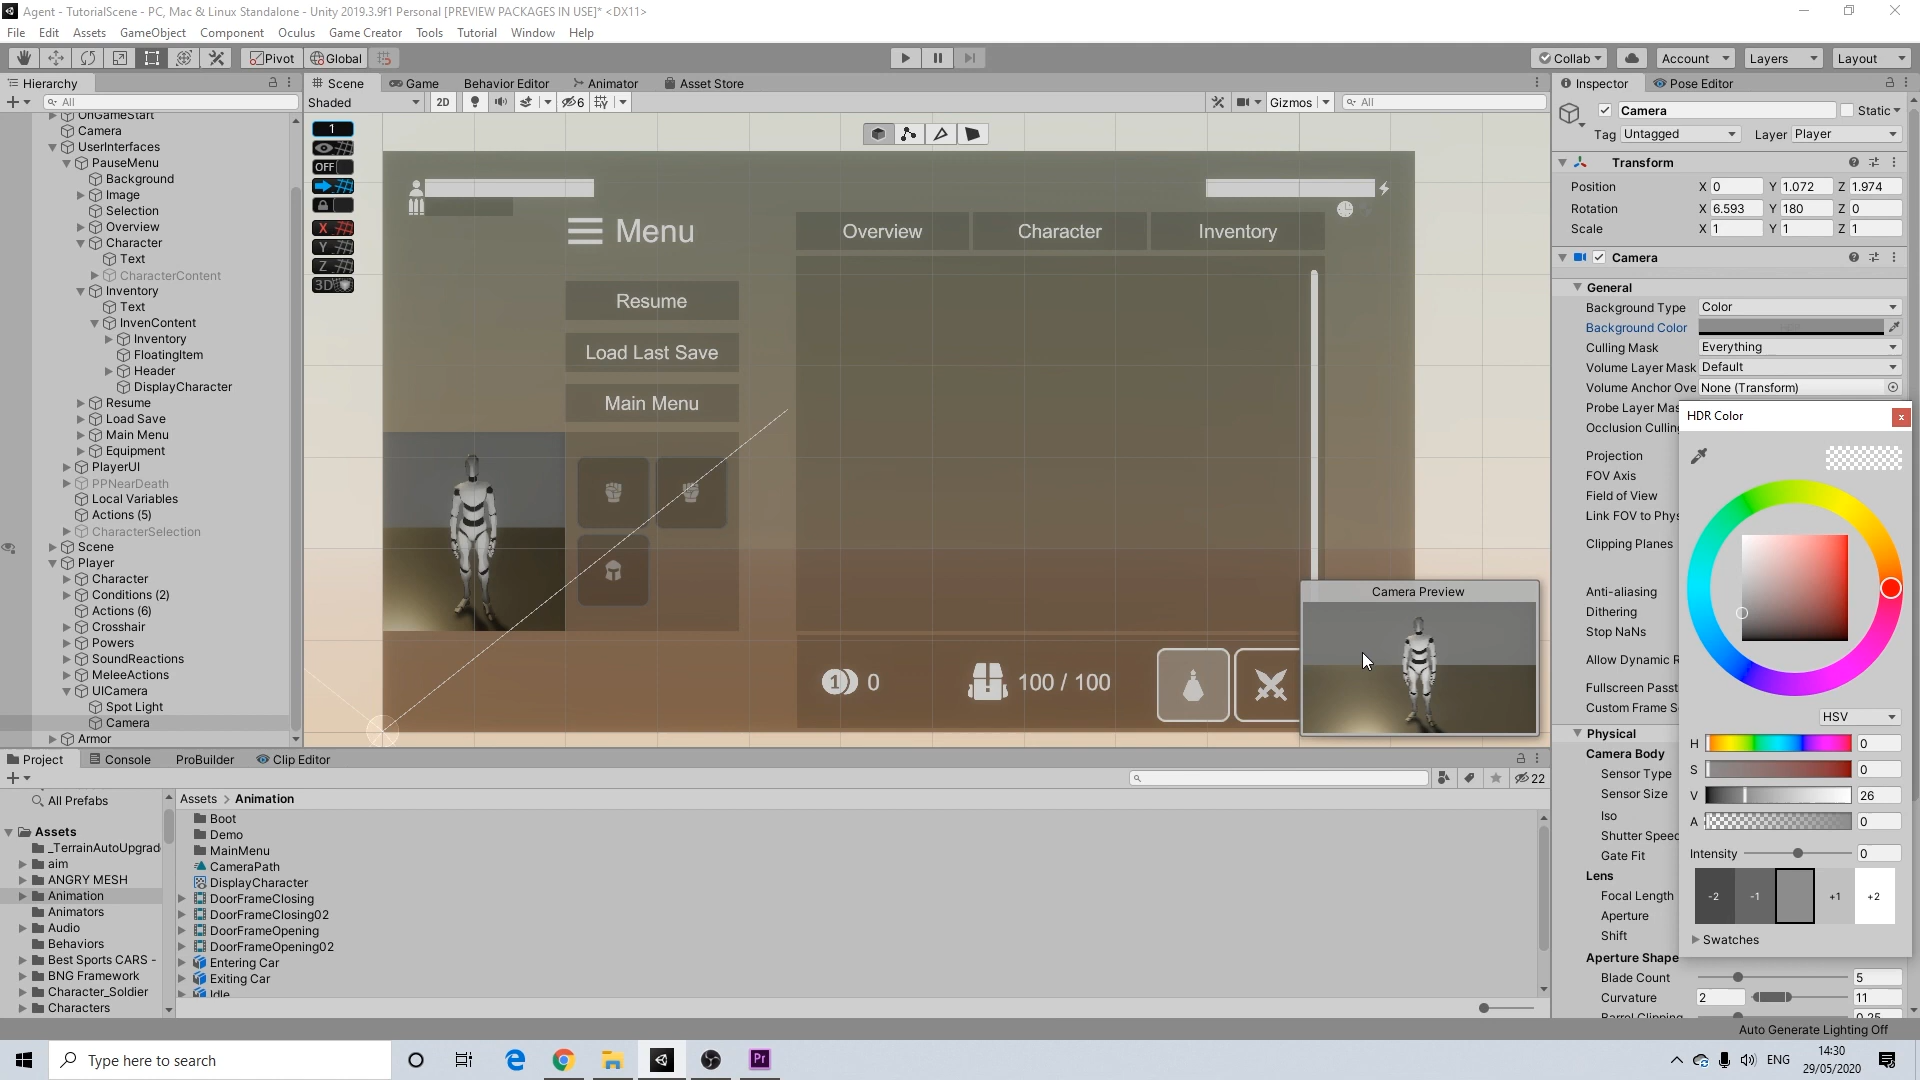 Agent - TutorialScene - PC, Mac & Linux Standalone - Unity 2019.3.9f1 Personal [PREVIEW PACKAGES IN USE]* <DX11>
File Edit Assets GameObject Component Oculus Game Creator Tools Tutorial Window Help
Pivot Global Collab Account Layers Layout
Hierarchy
All
OnGameStart
Camera
UserInterfaces
PauseMenu
Background
Image
Selection
Overview
Character
Text
CharacterContent
Inventory
Text
InvenContent
Inventory
FloatingItem
Header
DisplayCharacter
Resume
Load Save
Main Menu
Equipment
PlayerUI
PPNearDeath
Local Variables
Actions (5)
CharacterSelection
Scene
Player
Character
Conditions (2)
Actions (6)
Crosshair
Powers
SoundReactions
MeleeActions
UICamera
Spot Light
Camera
Armor
Scene Game Behavior Editor Animator Asset Store
Shaded 2D 6 Gizmos All
1
OFF
X
Y
Z
3D
Menu
Overview Character Inventory
Resume
Load Last Save
Main Menu
1 0
100 / 100
Camera Preview
Inspector Pose Editor
Camera Static
Tag Untagged Layer Player
Transform
Position X 0 Y 1.072 Z 1.974
Rotation X 6.593 Y 180 Z 0
Scale X 1 Y 1 Z 1
Camera
General
Background Type Color
Background Color
Culling Mask Everything
Volume Layer Mask Default
Volume Anchor Ove None (Transform)
Probe Layer Mas
Occlusion Culling
Projection
FOV Axis
Field of View
Link FOV to Phys
Clipping Planes
Anti-aliasing
Dithering
Stop NaNs
Allow Dynamic R
Fullscreen Passt
Custom Frame S
Physical
Camera Body
Sensor Type
Sensor Size
Iso
Shutter Speed
Gate Fit
Lens
Focal Length
Aperture
Shift
Aperture Shape
Blade Count 5
Curvature 2 11
Barrel Clipping 0.25
HDR Color
x
HSV
H 0
S 0
V 26
A 0
Intensity 0
-2 -1 +1 +2
Swatches
Project Console ProBuilder Clip Editor
22
All Prefabs
Assets
_TerrainAutoUpgrad
aim
ANGRY MESH
Animation
Animators
Audio
Behaviors
Best Sports CARS -
BNG Framework
Character_Soldier
Characters
Assets > Animation
Boot
Demo
MainMenu
CameraPath
DisplayCharacter
DoorFrameClosing
DoorFrameClosing02
DoorFrameOpening
DoorFrameOpening02
Entering Car
Exiting Car
Idle
Auto Generate Lighting Off
Type here to search
Pr
ENG
14:30
29/05/2020